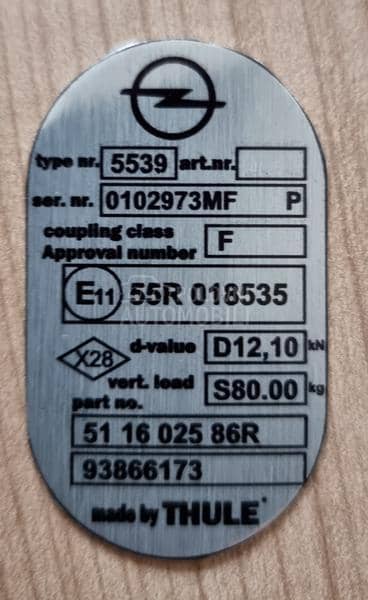 type nr. 5539 art.nr.
ser. nr. 0102973MF P
coupling class
Approval number F
E11 55R 018535
d-value D12,10 kN
X28
vert. load S80.00 kg
part no.
51 16 025 86R
93866173
made by THULE